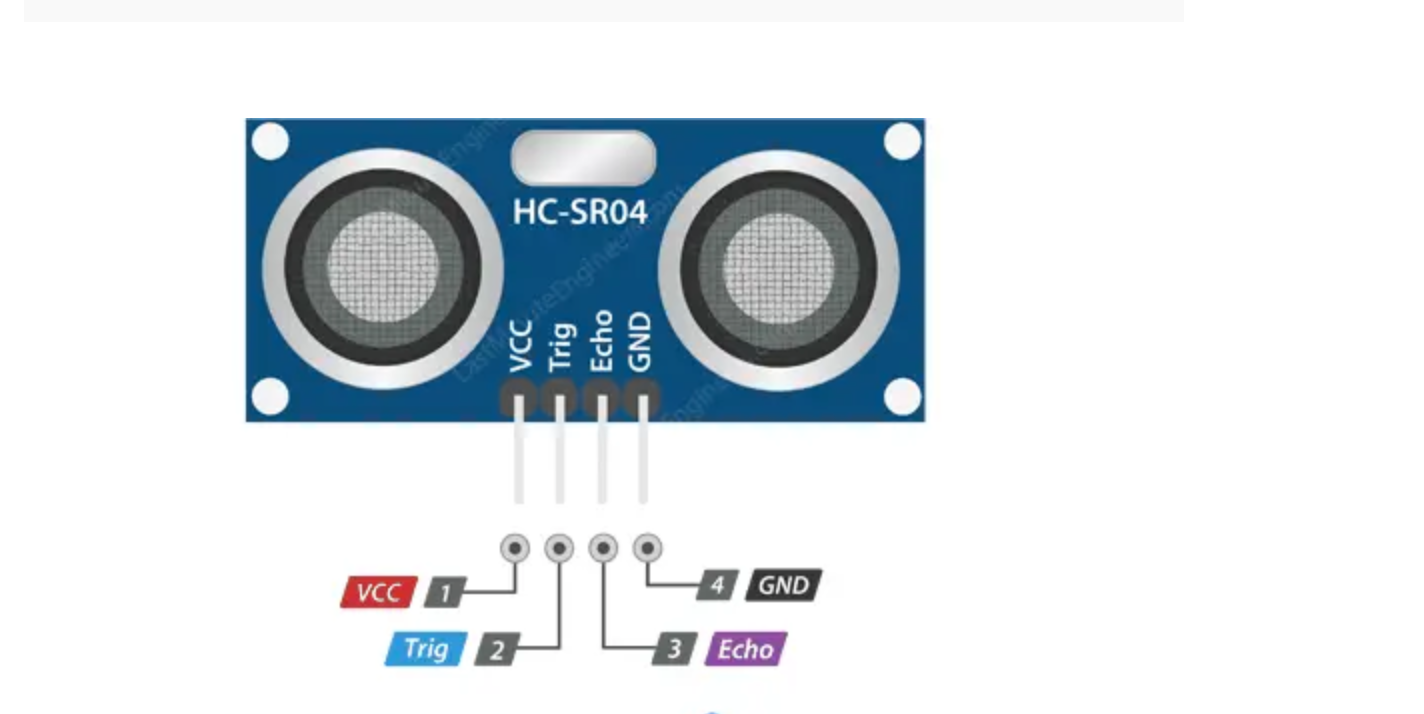 HC-SR04
VCC
Trig
Echo
GND
VCC 1
4 GND
Trig 2
3 Echo